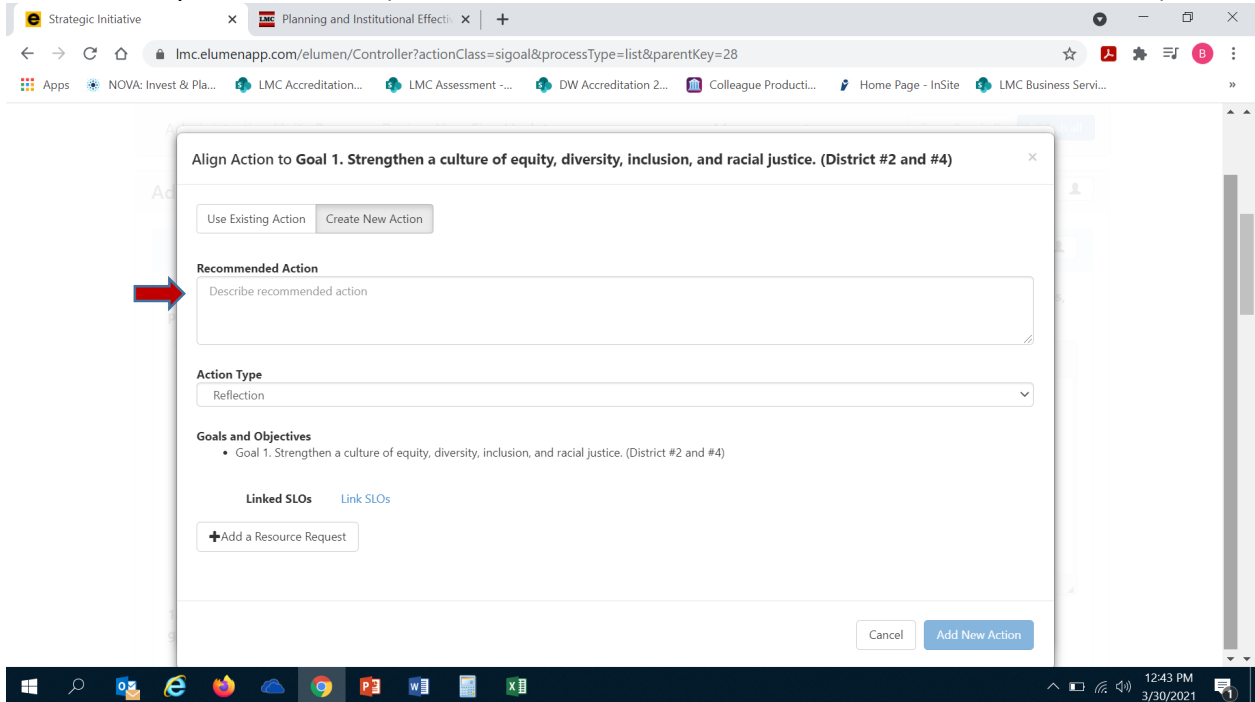 Strategic Initiative
LMC Planning and Institutional Effectiv
lmc.elumenapp.com/elumen/Controller?actionClass=sigoal&processType=list&parentKey=28
B
Apps NOVA: Invest & Pla... LMC Accreditation... LMC Assessment -... DW Accreditation 2... Colleague Producti... Home Page - InSite LMC Business Servi... »
Align Action to Goal 1. Strengthen a culture of equity, diversity, inclusion, and racial justice. (District #2 and #4) ×
Use Existing Action Create New Action
Recommended Action
Describe recommended action
Action Type
Reflection
Goals and Objectives
• Goal 1. Strengthen a culture of equity, diversity, inclusion, and racial justice. (District #2 and #4)
Linked SLOs Link SLOs
+Add a Resource Request
Cancel Add New Action
12:43 PM
3/30/2021
1